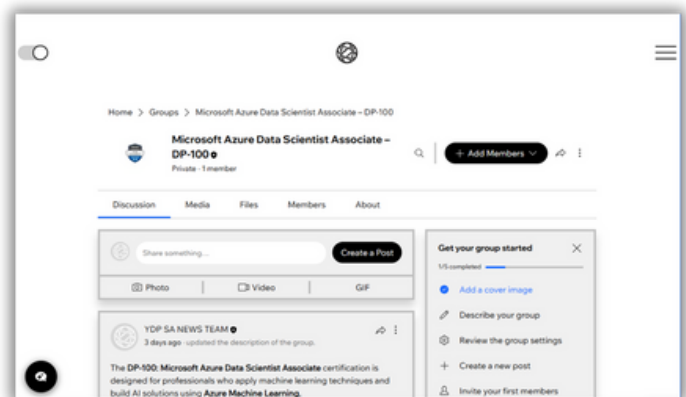 Home > Groups > Microsoft Azure Data Scientist Associate – DP-100
Microsoft Azure Data Scientist Associate –
DP-100
Private · 1 member
+ Add Members
Discussion Media Files Members About
Share something...
Create a Post
Photo
Video
GIF
YDP SA NEWS TEAM
3 days ago · updated the description of the group.
The DP-100: Microsoft Azure Data Scientist Associate certification is
designed for professionals who apply machine learning techniques and
build AI solutions using Azure Machine Learning.
Get your group started
1/5 completed
Add a cover image
Describe your group
Review the group settings
Create a new post
Invite your first members